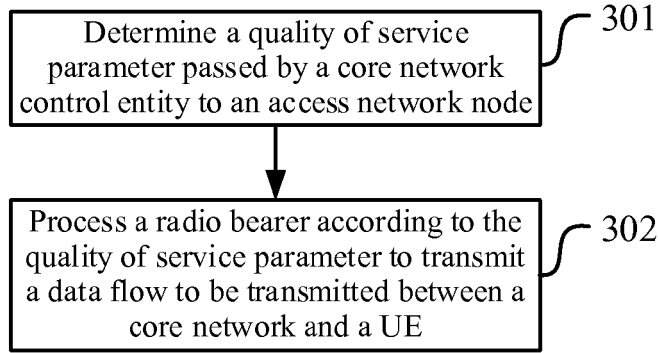 Determine a quality of service
parameter passed by a core network
control entity to an access network node
301
Process a radio bearer according to the
quality of service parameter to transmit
a data flow to be transmitted between a
core network and a UE
302